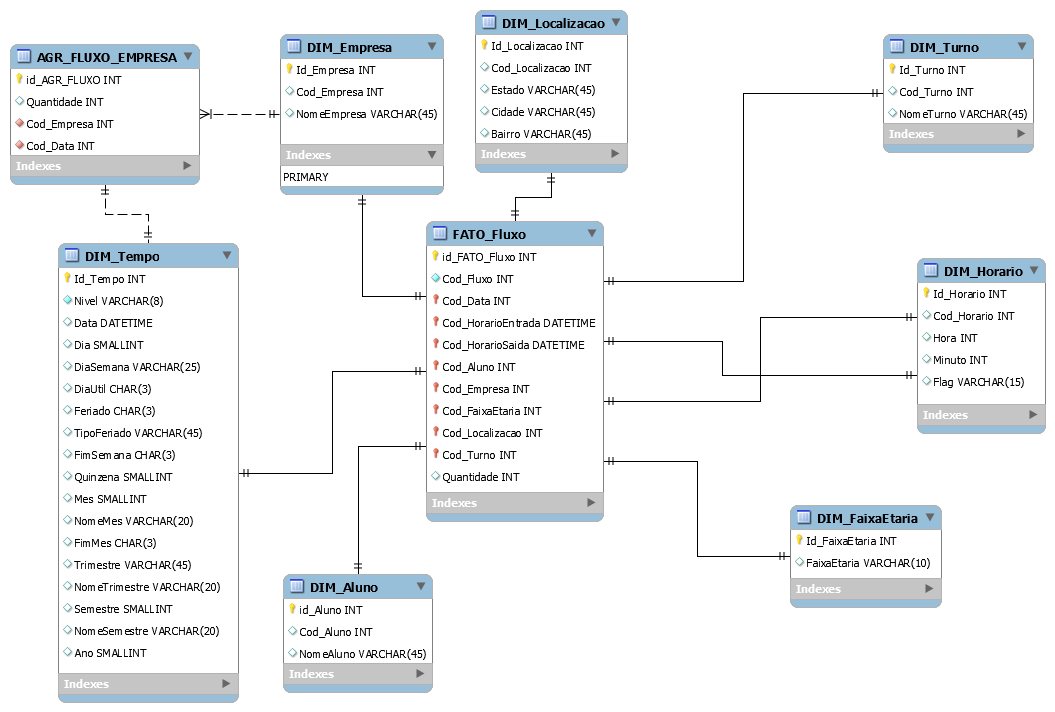 AGR_FLUXO_EMPRESA
id_AGR_FLUXO INT
Quantidade INT
Cod_Empresa INT
Cod_Data INT
Indexes
DIM_Empresa
Id_Empresa INT
Cod_Empresa INT
NomeEmpresa VARCHAR(45)
Indexes
PRIMARY
DIM_Localizacao
Id_Localizacao INT
Cod_Localizacao INT
Estado VARCHAR(45)
Cidade VARCHAR(45)
Bairro VARCHAR(45)
Indexes
DIM_Turno
Id_Turno INT
Cod_Turno INT
NomeTurno VARCHAR(45)
Indexes
DIM_Tempo
Id_Tempo INT
Nivel VARCHAR(8)
Data DATETIME
Dia SMALLINT
DiaSemana VARCHAR(25)
DiaUtil CHAR(3)
Feriado CHAR(3)
TipoFeriado VARCHAR(45)
FimSemana CHAR(3)
Quinzena SMALLINT
Mes SMALLINT
NomeMes VARCHAR(20)
FimMes CHAR(3)
Trimestre VARCHAR(45)
NomeTrimestre VARCHAR(20)
Semestre SMALLINT
NomeSemestre VARCHAR(20)
Ano SMALLINT
Indexes
FATO_Fluxo
id_FATO_Fluxo INT
Cod_Fluxo INT
Cod_Data INT
Cod_HorarioEntrada DATETIME
Cod_HorarioSaida DATETIME
Cod_Aluno INT
Cod_Empresa INT
Cod_FaixaEtaria INT
Cod_Localizacao INT
Cod_Turno INT
Quantidade INT
Indexes
DIM_Horario
Id_Horario INT
Cod_Horario INT
Hora INT
Minuto INT
Flag VARCHAR(15)
Indexes
DIM_FaixaEtaria
Id_FaixaEtaria INT
FaixaEtaria VARCHAR(10)
Indexes
DIM_Aluno
id_Aluno INT
Cod_Aluno INT
NomeAluno VARCHAR(45)
Indexes